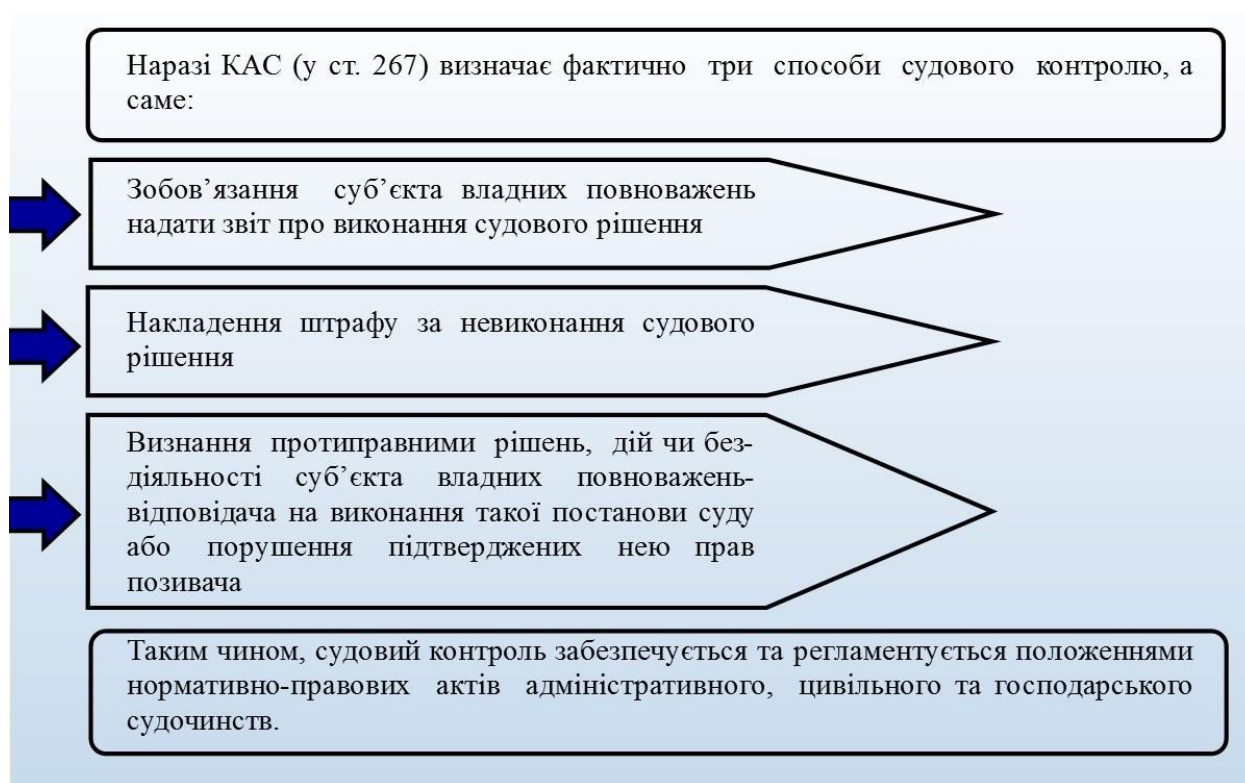 Наразі КАС (у ст. 267) визначає фактично три способи судового контролю, а
саме:
Зобов’язання суб’єкта владних повноважень
надати звіт про виконання судового рішення
Накладення штрафу за невиконання судового
рішення
Визнання протиправними рішень, дій чи без-
діяльності суб’єкта владних повноважень-
відповідача на виконання такої постанови суду
або порушення підтверджених нею прав
позивача
Таким чином, судовий контроль забезпечується та регламентується положеннями
нормативно-правових актів адміністративного, цивільного та господарського
судочинств.